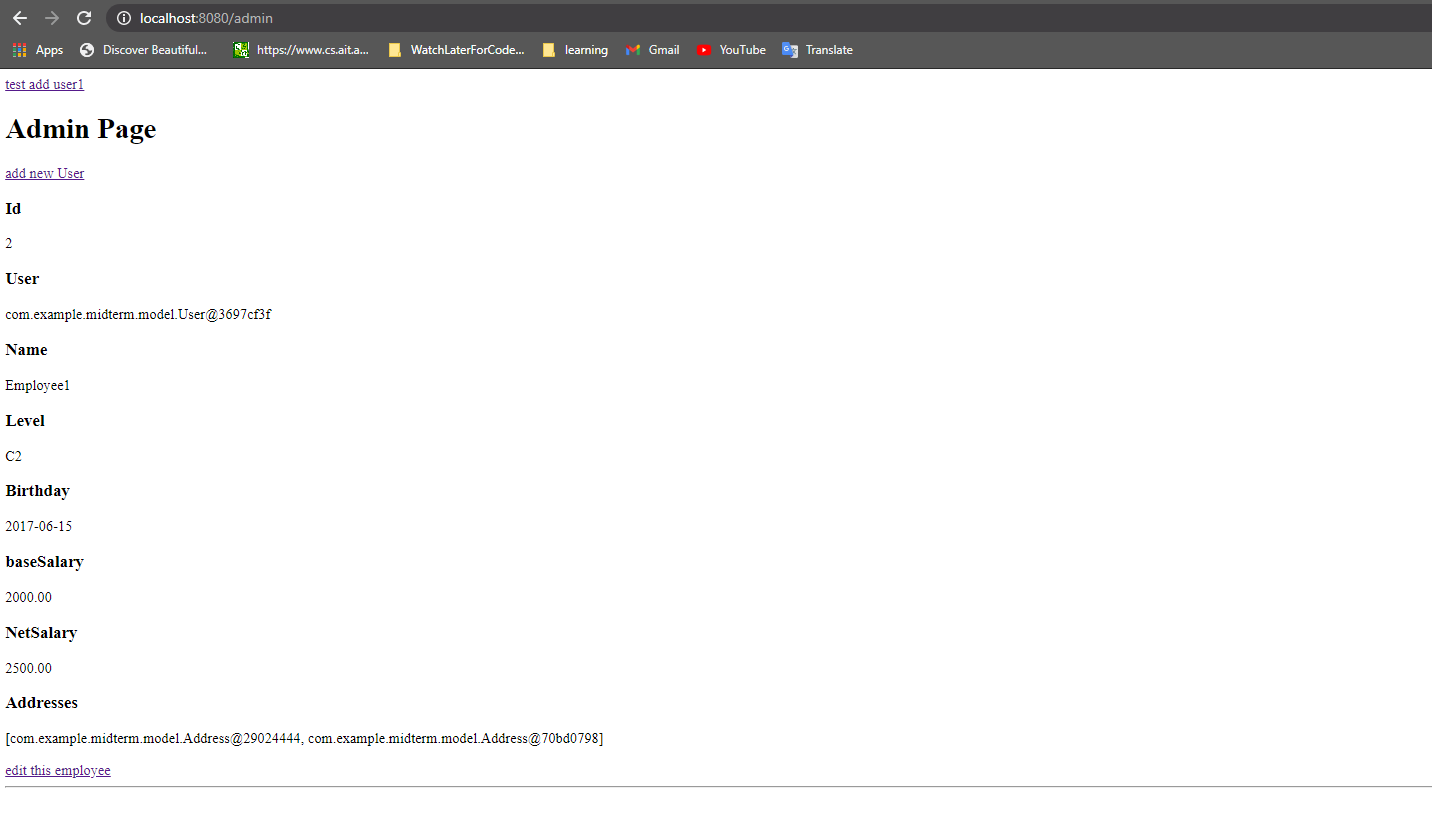 localhost:8080/admin
Apps Discover Beautiful... https://www.cs.ait.a... WatchLaterForCode... learning Gmail YouTube Translate
test add user1
Admin Page
add new User
Id
2
User
com.example.midterm.model.User@3697cf3f
Name
Employee1
Level
C2
Birthday
2017-06-15
baseSalary
2000.00
NetSalary
2500.00
Addresses
[com.example.midterm.model.Address@29024444, com.example.midterm.model.Address@70bd0798]
edit this employee